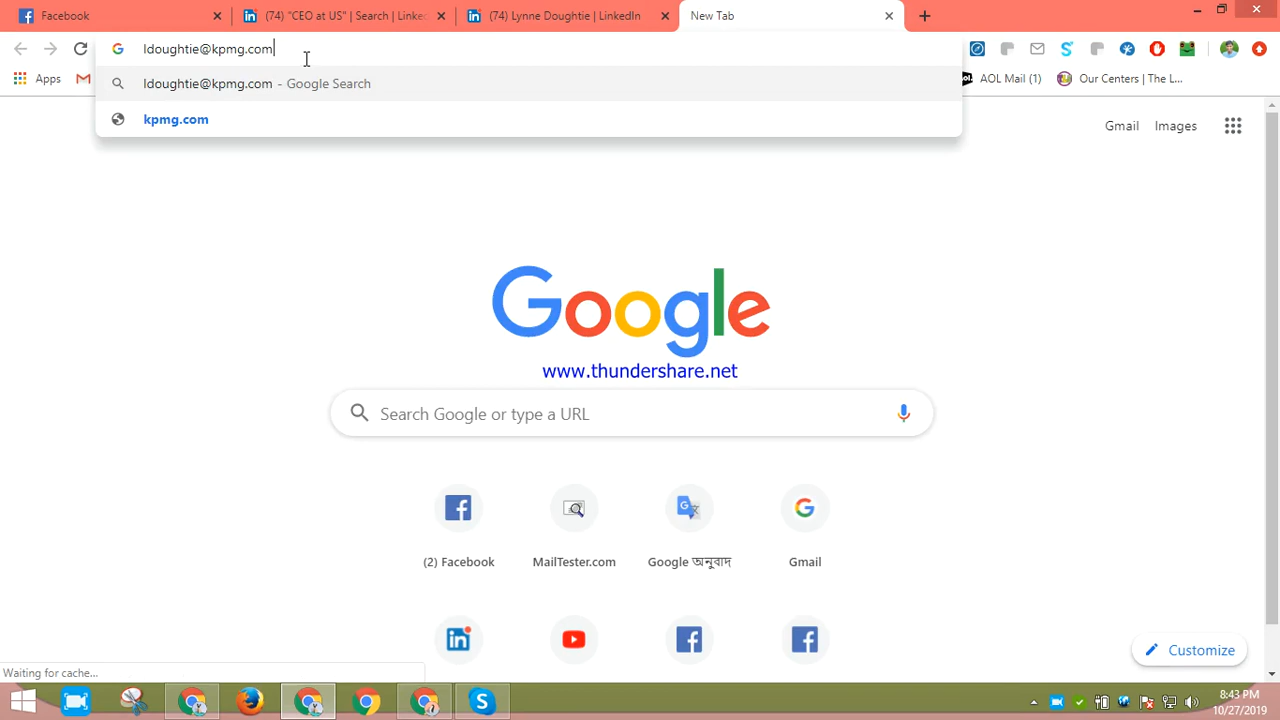 Facebook
(74) "CEO at US" | Search | Linke
(74) Lynne Doughtie | LinkedIn
New Tab
ldoughtie@kpmg.com
ldoughtie@kpmg.com - Google Search
kpmg.com
Apps
AOL Mail (1)
Our Centers | The L...
Gmail
Images
Google
www.thundershare.net
Search Google or type a URL
(2) Facebook
MailTester.com
Google অনুবাদ
Gmail
Customize
Waiting for cache...
8:43 PM
10/27/2019